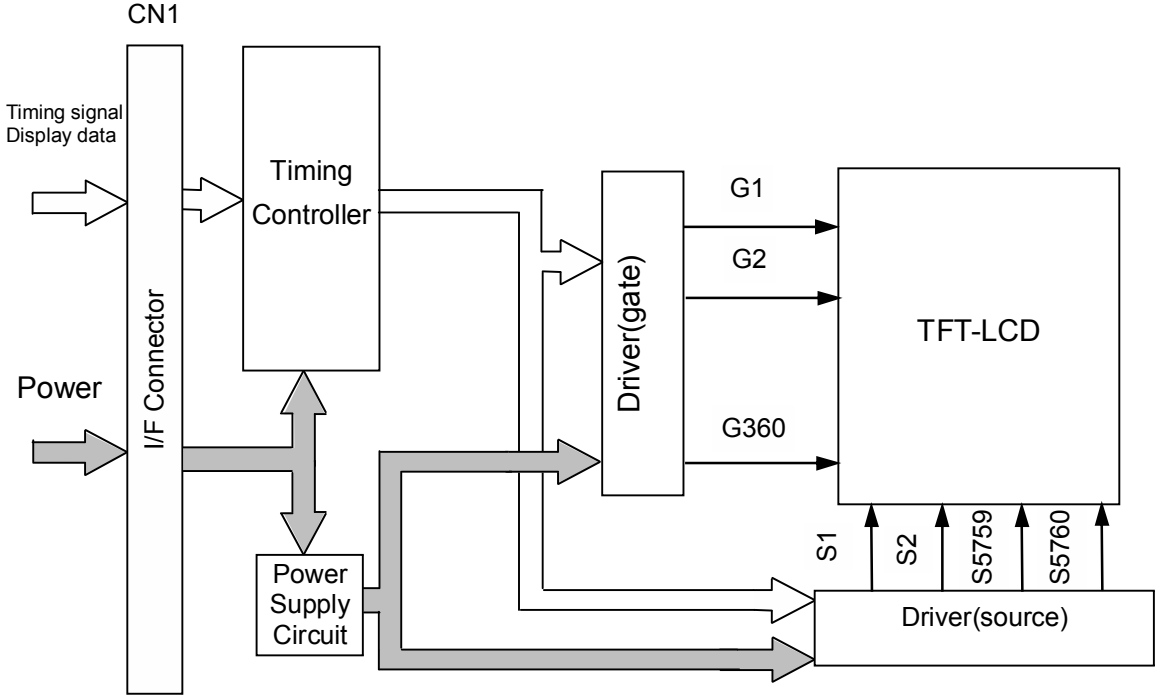 CN1
Timing signal
Display data
Power
I/F Connector
Timing
Controller
Power
Supply
Circuit
Driver(gate)
G1
G2
G360
TFT-LCD
S1
S2
S5759
S5760
Driver(source)